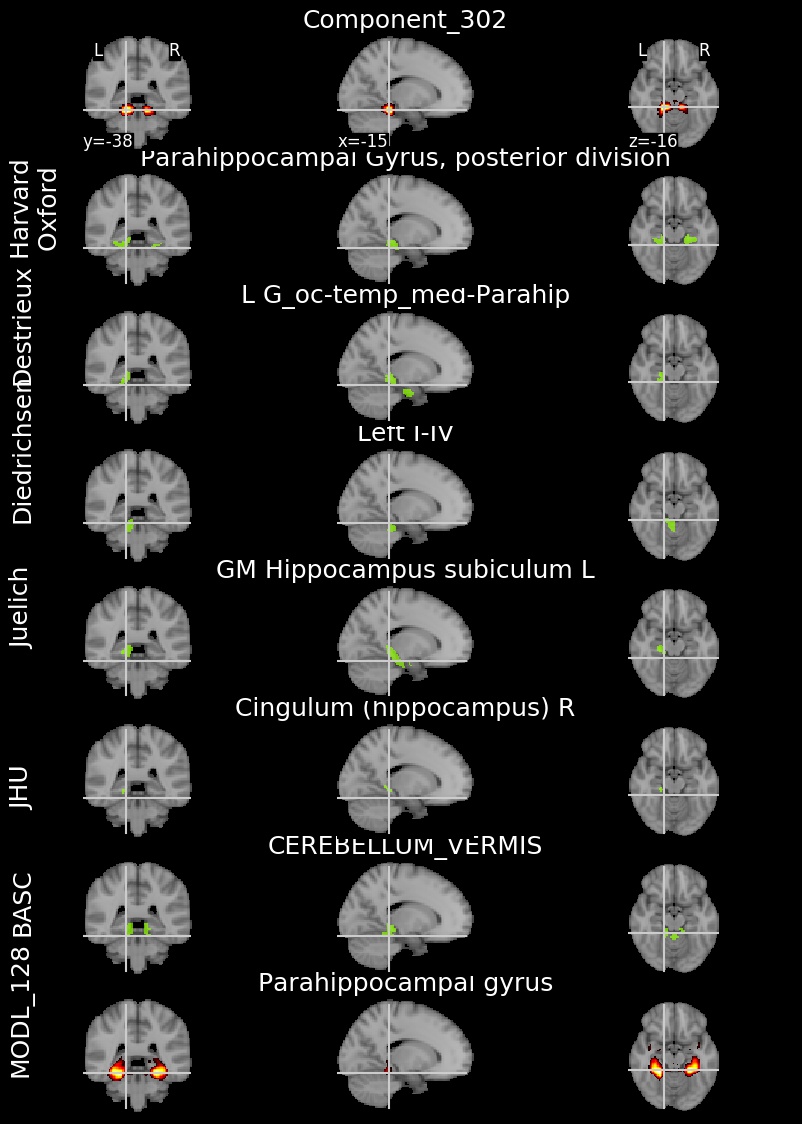 Component_302
L R
L R
y=-38
x=-15
z=-16
Harvard
Oxford
Parahippocampal Gyrus, posterior division
Destrieux
L G_oc-temp_med-Parahip
Diedrichsen
Left I-IV
Juelich
GM Hippocampus subiculum L
JHU
Cingulum (hippocampus) R
BASC
CEREBELLUM_VERMIS
MODL_128
Parahippocampal gyrus